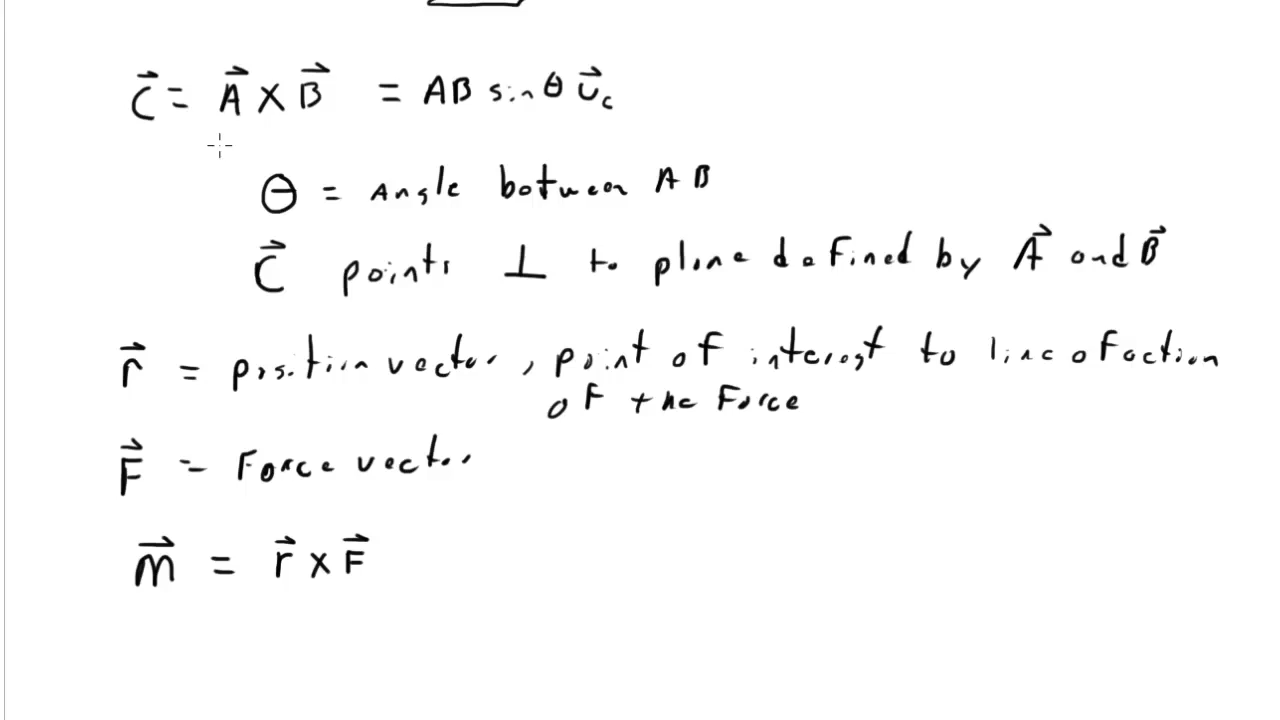 C⃗ = A⃗ X B⃗ = AB sin θ u⃗c
θ = Angle between AB
C⃗ points ⊥ to plane defined by A⃗ and B⃗
r⃗ = position vector, point of interest to line of action
of the Force
F⃗ = Force vector
m⃗ = r⃗ x F⃗